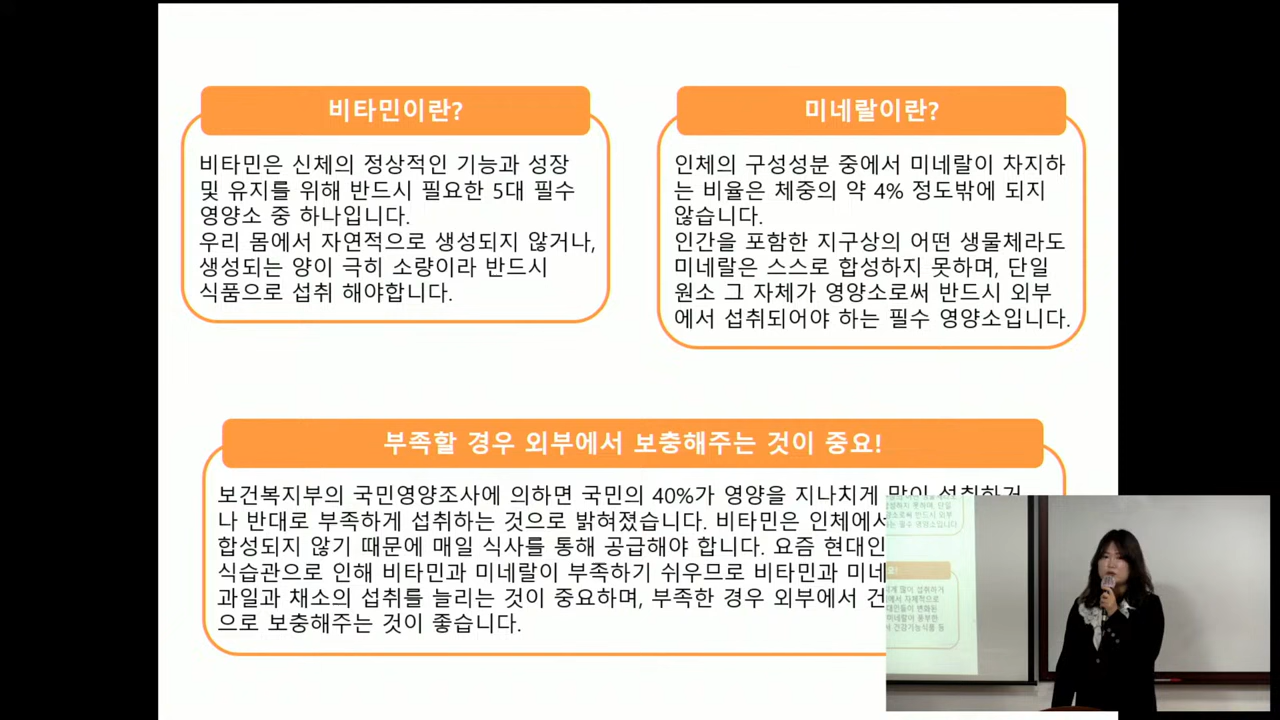 비타민이란?
비타민은 신체의 정상적인 기능과 성장
및 유지를 위해 반드시 필요한 5대 필수
영양소 중 하나입니다.
우리 몸에서 자연적으로 생성되지 않거나,
생성되는 양이 극히 소량이라 반드시
식품으로 섭취 해야합니다.
미네랄이란?
인체의 구성성분 중에서 미네랄이 차지하
는 비율은 체중의 약 4% 정도밖에 되지
않습니다.
인간을 포함한 지구상의 어떤 생물체라도
미네랄은 스스로 합성하지 못하며, 단일
원소 그 자체가 영양소로써 반드시 외부
에서 섭취되어야 하는 필수 영양소입니다.
부족할 경우 외부에서 보충해주는 것이 중요!
보건복지부의 국민영양조사에 의하면 국민의 40%가 영양을 지나치게 많이 섭취하거
나 반대로 부족하게 섭취하는 것으로 밝혀졌습니다. 비타민은 인체에서
합성되지 않기 때문에 매일 식사를 통해 공급해야 합니다. 요즘 현대인
식습관으로 인해 비타민과 미네랄이 부족하기 쉬우므로 비타민과 미네
과일과 채소의 섭취를 늘리는 것이 중요하며, 부족한 경우 외부에서 건
으로 보충해주는 것이 좋습니다.